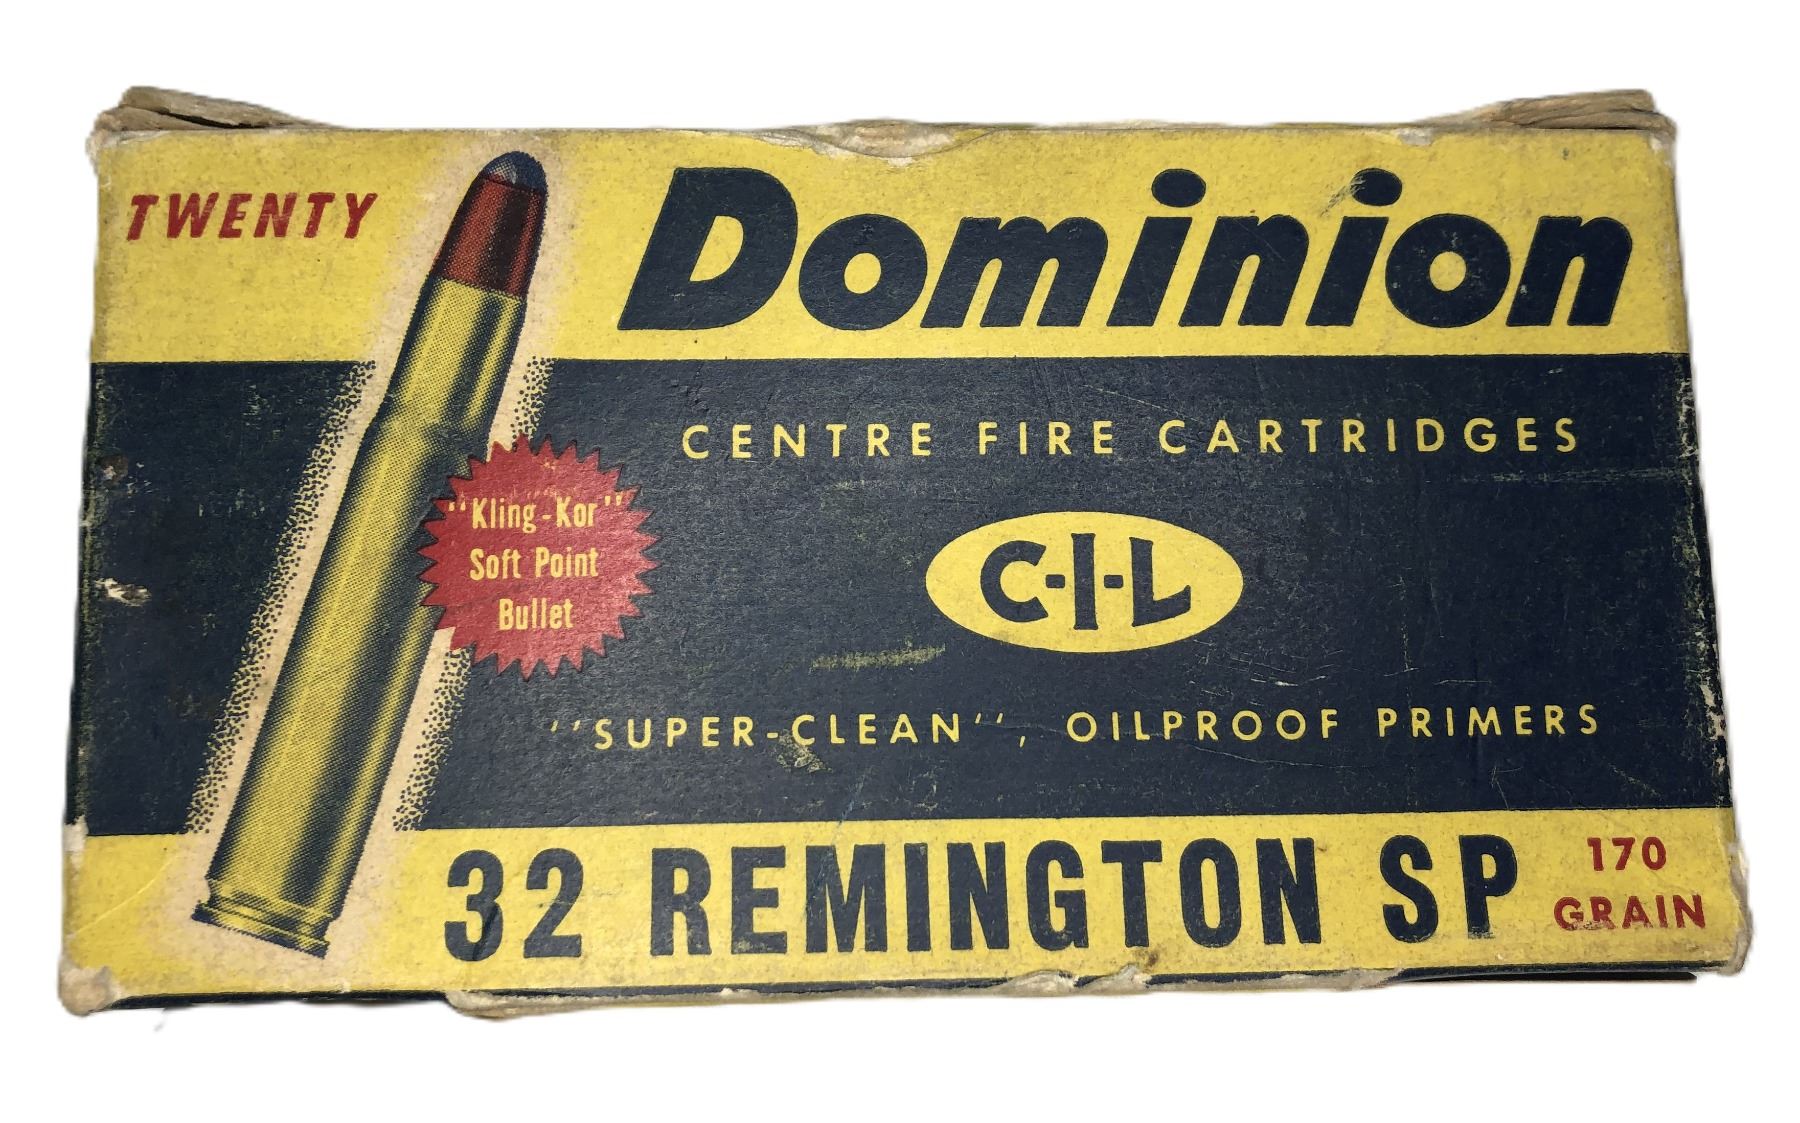 TWENTY
Dominion
CENTRE FIRE CARTRIDGES
"Kling-Kor"
Soft Point
Bullet
C-I-L
"SUPER-CLEAN", OILPROOF PRIMERS
32 REMINGTON SP
170
GRAIN